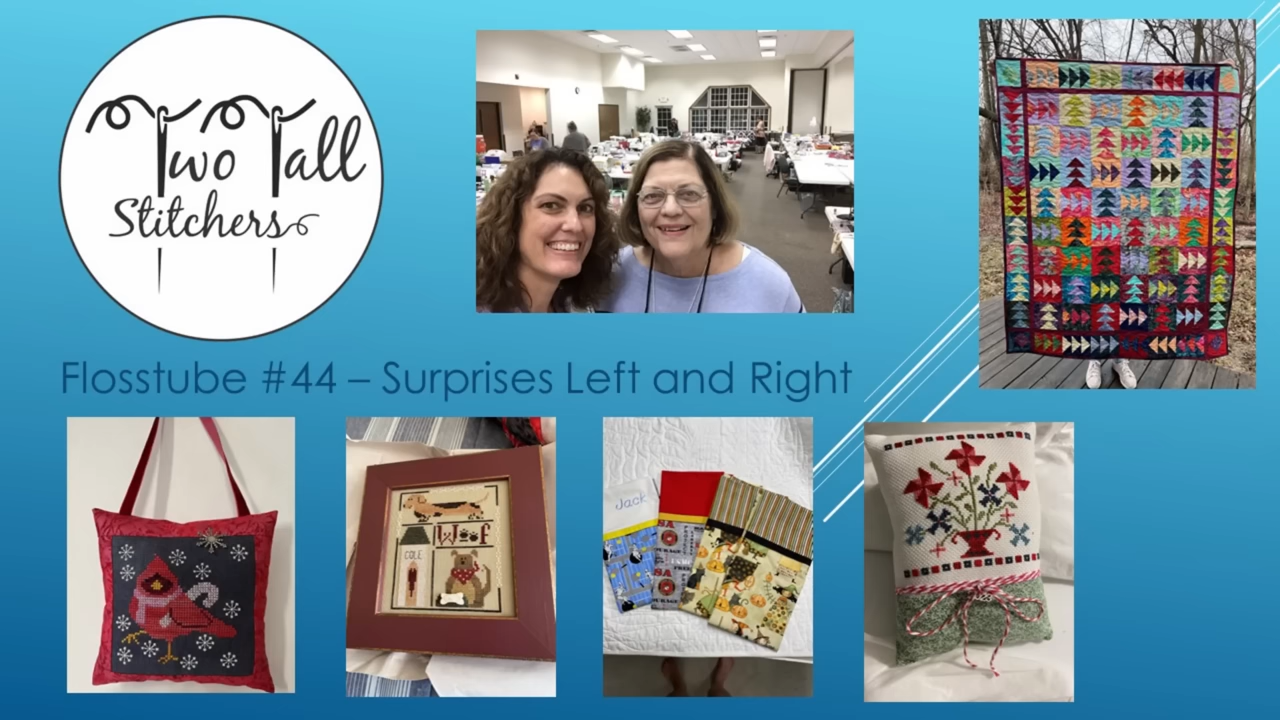 Two Tall
Stitchers
Flosstube #44 – Surprises Left and Right
Woof
COLE
Jack